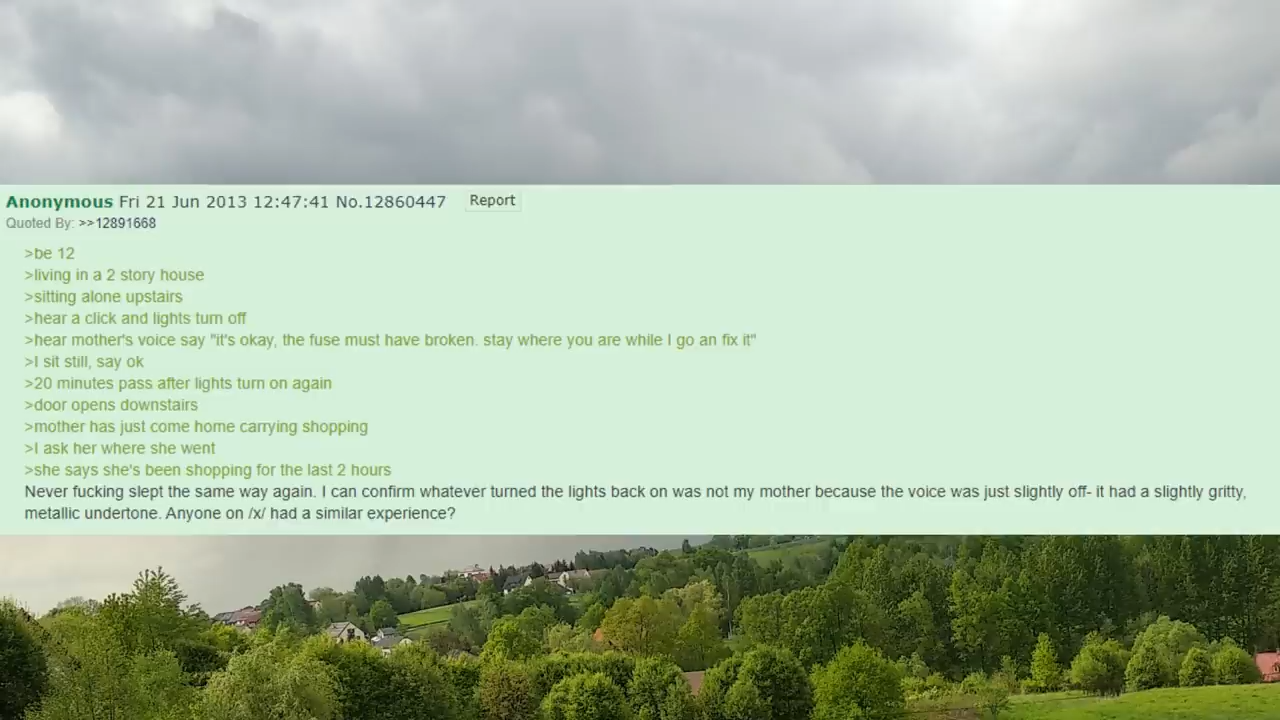 Anonymous Fri 21 Jun 2013 12:47:41 No.12860447 Report
Quoted By: >>12891668
>be 12
>living in a 2 story house
>sitting alone upstairs
>hear a click and lights turn off
>hear mother's voice say "it's okay, the fuse must have broken. stay where you are while I go an fix it"
>I sit still, say ok
>20 minutes pass after lights turn on again
>door opens downstairs
>mother has just come home carrying shopping
>I ask her where she went
>she says she's been shopping for the last 2 hours
Never fucking slept the same way again. I can confirm whatever turned the lights back on was not my mother because the voice was just slightly off- it had a slightly gritty,
metallic undertone. Anyone on /x/ had a similar experience?